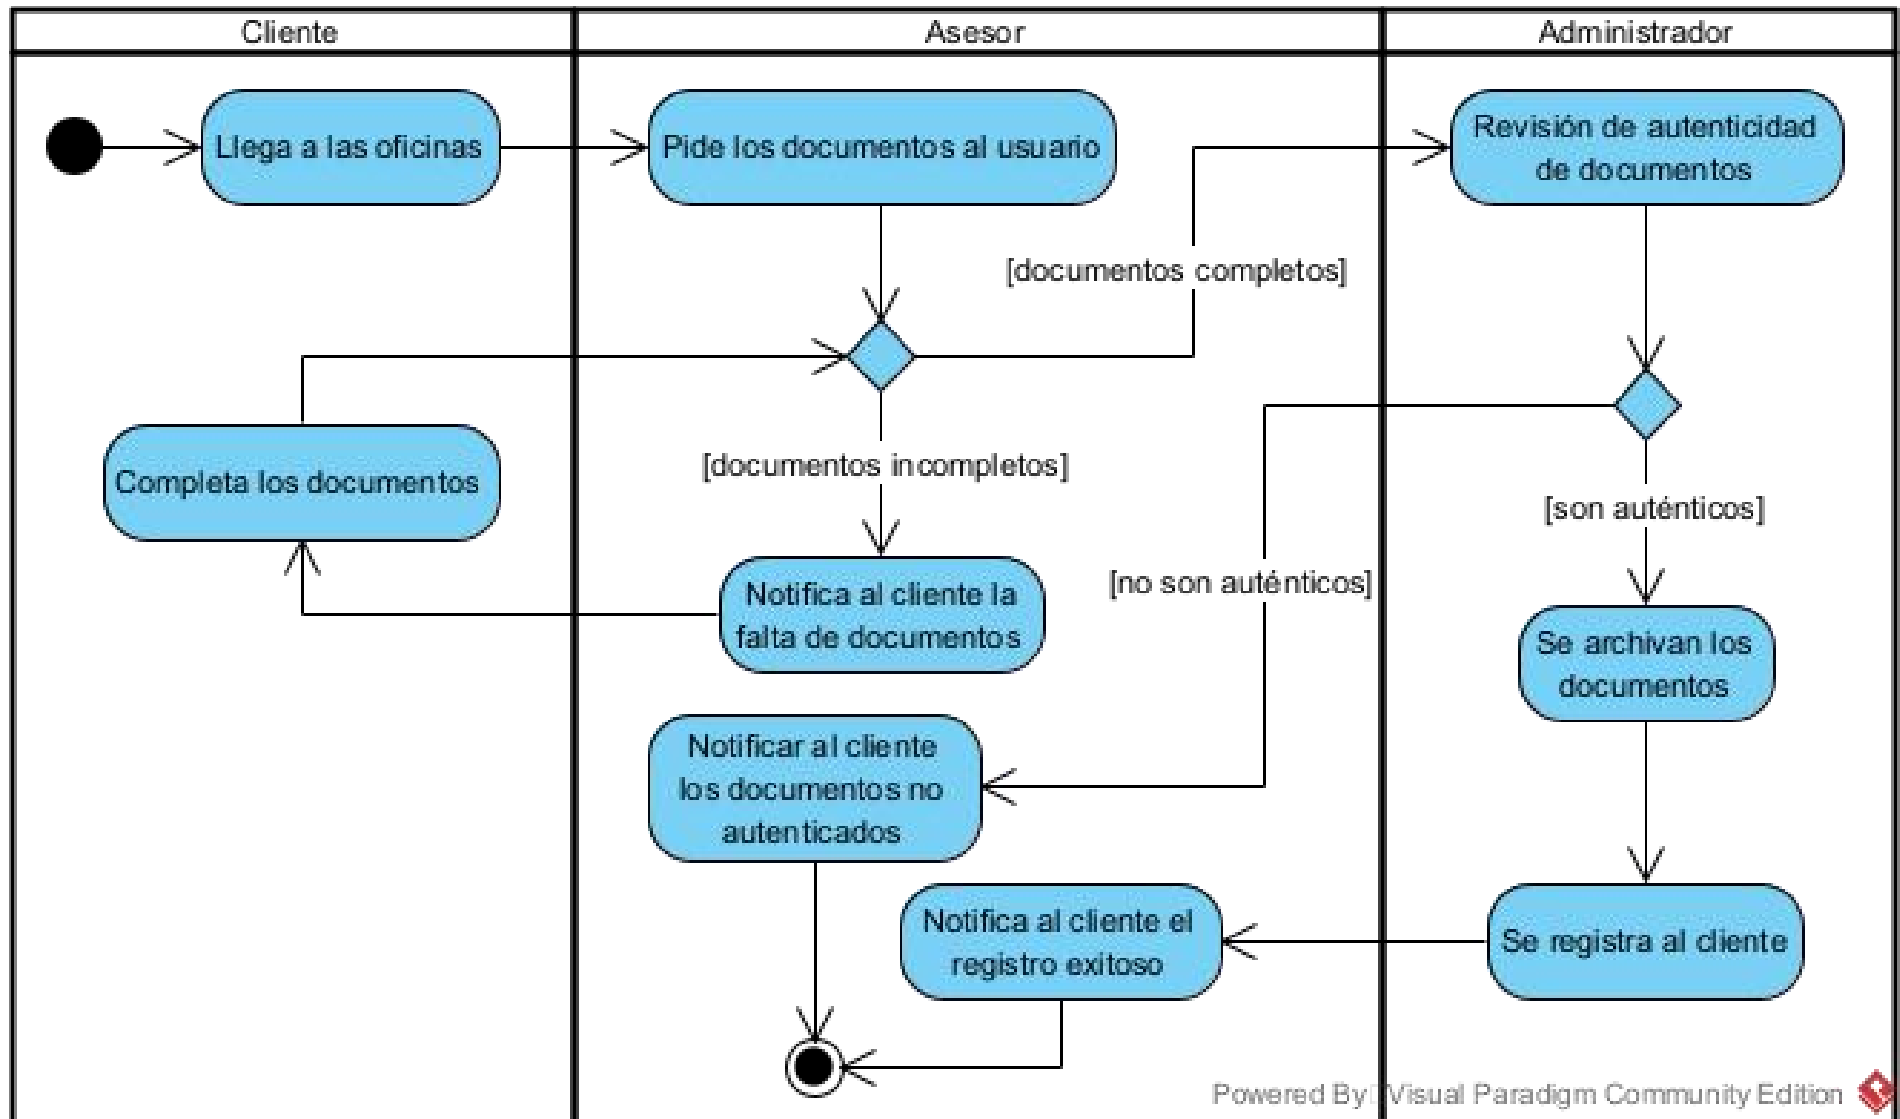 Cliente
Asesor
Administrador
Llega a las oficinas
Pide los documentos al usuario
Revisión de autenticidad
de documentos
[documentos completos]
Completa los documentos
[documentos incompletos]
[son auténticos]
[no son auténticos]
Notifica al cliente la
falta de documentos
Se archivan los
documentos
Notificar al cliente
los documentos no
autenticados
Notifica al cliente el
registro exitoso
Se registra al cliente
Powered By Visual Paradigm Community Edition